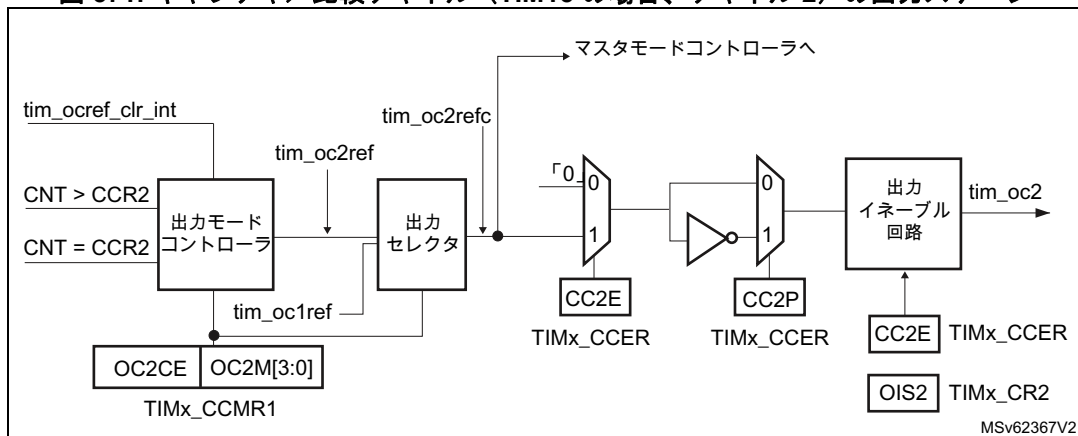 マスタモードコントローラへ
tim_ocref_clr_int
tim_oc2refc
tim_oc2ref
CNT > CCR2
CNT = CCR2
出力モード
コントローラ
出力
セレクタ
tim_oc1ref
「0
0
1
0
1
出力
イネーブル
回路
tim_oc2
CC2E
TIMx_CCER
CC2P
TIMx_CCER
CC2E
TIMx_CCER
OIS2
TIMx_CR2
OC2CE
OC2M[3:0]
TIMx_CCMR1
MSv62367V2